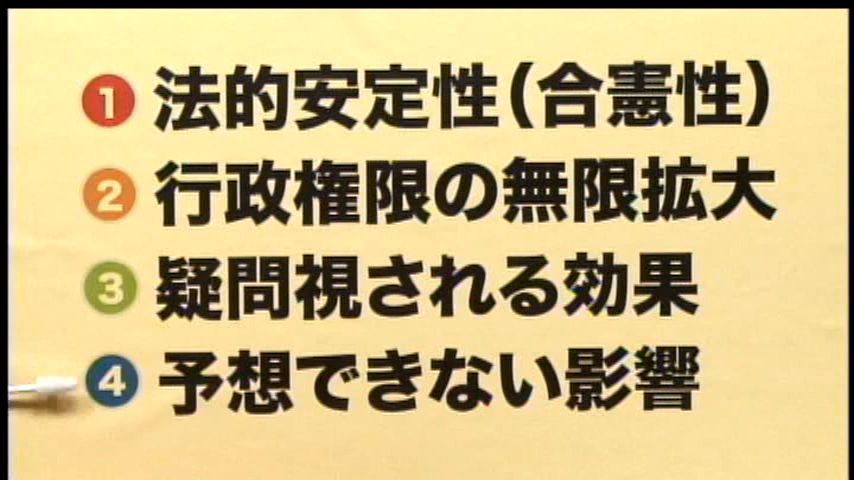 1 法的安定性(合憲性)
2 行政権限の無限拡大
3 疑問視される効果
4 予想できない影響